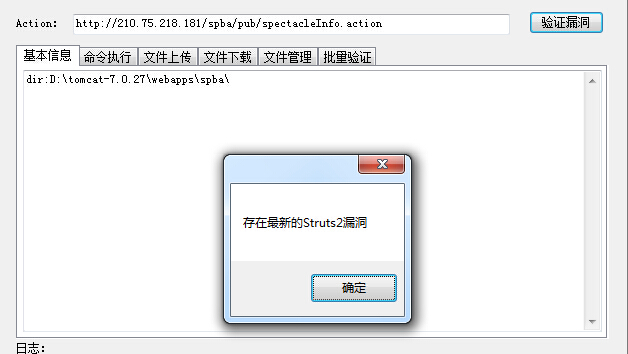 Action: http://210.75.218.181/spba/pub/spectacleInfo.action 验证漏洞
基本信息 命令执行 文件上传 文件下载 文件管理 批量验证
dir:D:\tomcat-7.0.27\webapps\spba\
存在最新的Struts2漏洞
确定
日志: